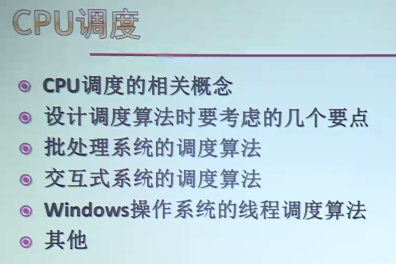 CPU调度
CPU调度的相关概念
设计调度算法时要考虑的几个要点
批处理系统的调度算法
交互式系统的调度算法
Windows操作系统的线程调度算法
其他